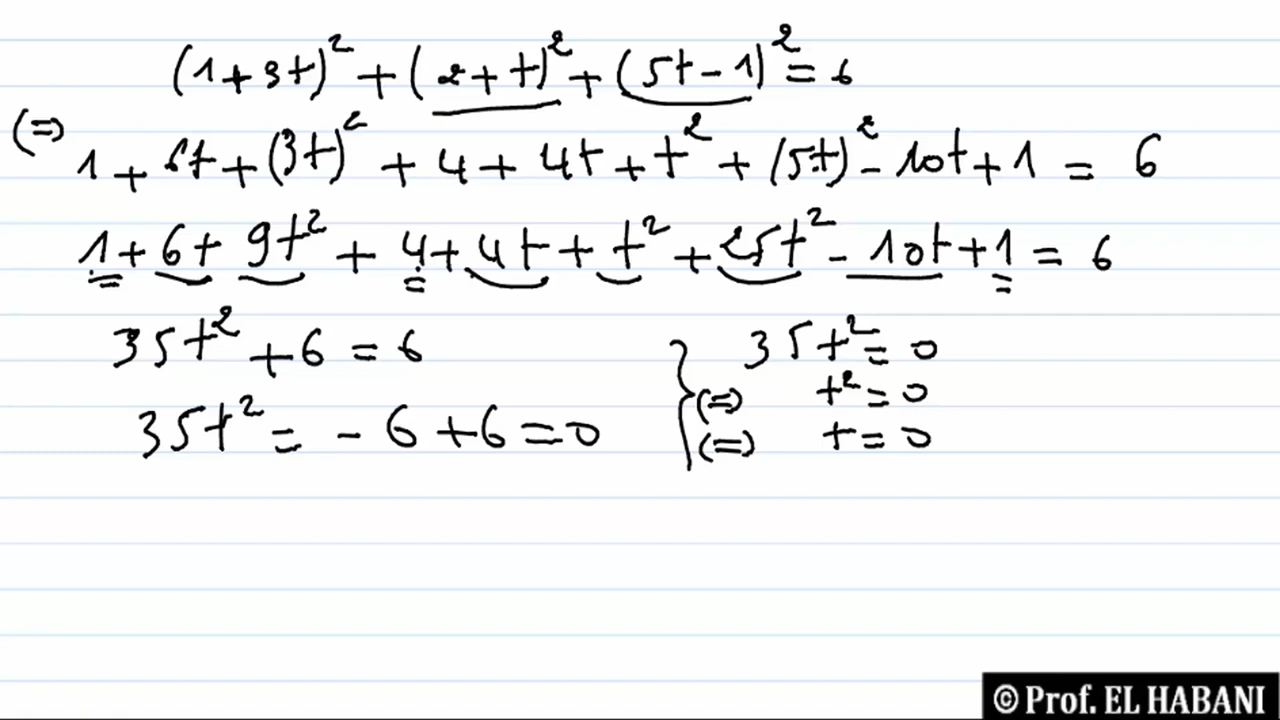 (1+3t)² + (2+t)² + (5t-1)² = 6
(=) 1 + 6t + (3t)² + 4 + 4t + t² + (5t)² - 10t + 1 = 6
1 + 6 + 9t² + 4 + 4t + t² + 25t² - 10t + 1 = 6
35t² + 6 = 6
35t² = - 6 + 6 = 0
35t² = 0
(=) t² = 0
(=) t = 0
© Prof. EL HABANI